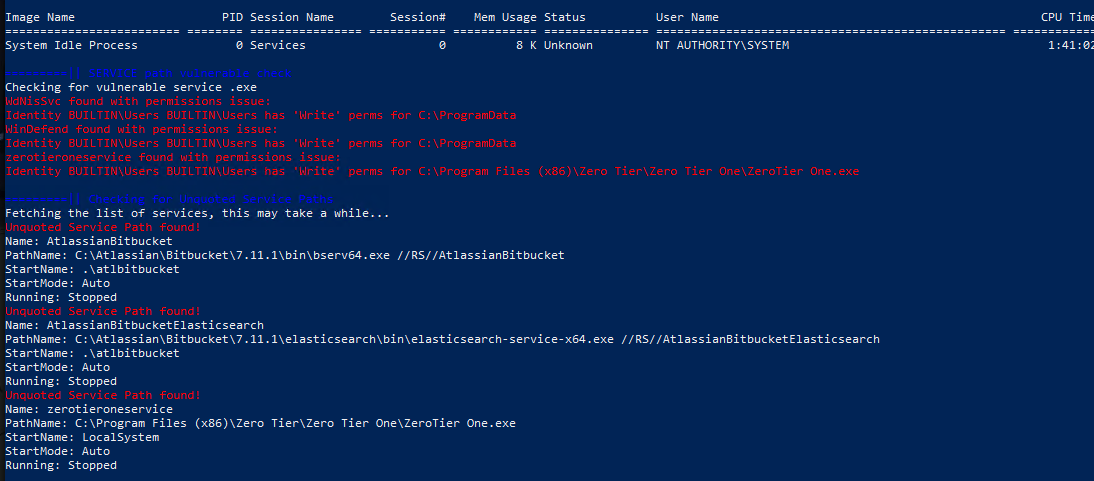 Image Name                     PID Session Name        Session#    Mem Usage Status          User Name                                              CPU Time
========================= ======== ================ =========== ============ =============== ================================================== ============
System Idle Process              0 Services                   0          8 K Unknown         NT AUTHORITY\SYSTEM                                     1:41:02
=========|| SERVICE path vulnerable check
Checking for vulnerable service .exe
WdNisSvc found with permissions issue:
Identity BUILTIN\Users BUILTIN\Users has 'Write' perms for C:\ProgramData
WinDefend found with permissions issue:
Identity BUILTIN\Users BUILTIN\Users has 'Write' perms for C:\ProgramData
zerotieroneservice found with permissions issue:
Identity BUILTIN\Users BUILTIN\Users has 'Write' perms for C:\Program Files (x86)\Zero Tier\Zero Tier One\ZeroTier One.exe
=========|| Checking for Unquoted Service Paths
Fetching the list of services, this may take a while...
Unquoted Service Path found!
Name: AtlassianBitbucket
PathName: C:\Atlassian\Bitbucket\7.11.1\bin\bserv64.exe //RS//AtlassianBitbucket
StartName: .\atlbitbucket
StartMode: Auto
Running: Stopped
Unquoted Service Path found!
Name: AtlassianBitbucketElasticsearch
PathName: C:\Atlassian\Bitbucket\7.11.1\elasticsearch\bin\elasticsearch-service-x64.exe //RS//AtlassianBitbucketElasticsearch
StartName: .\atlbitbucket
StartMode: Auto
Running: Stopped
Unquoted Service Path found!
Name: zerotieroneservice
PathName: C:\Program Files (x86)\Zero Tier\Zero Tier One\ZeroTier One.exe
StartName: LocalSystem
StartMode: Auto
Running: Stopped